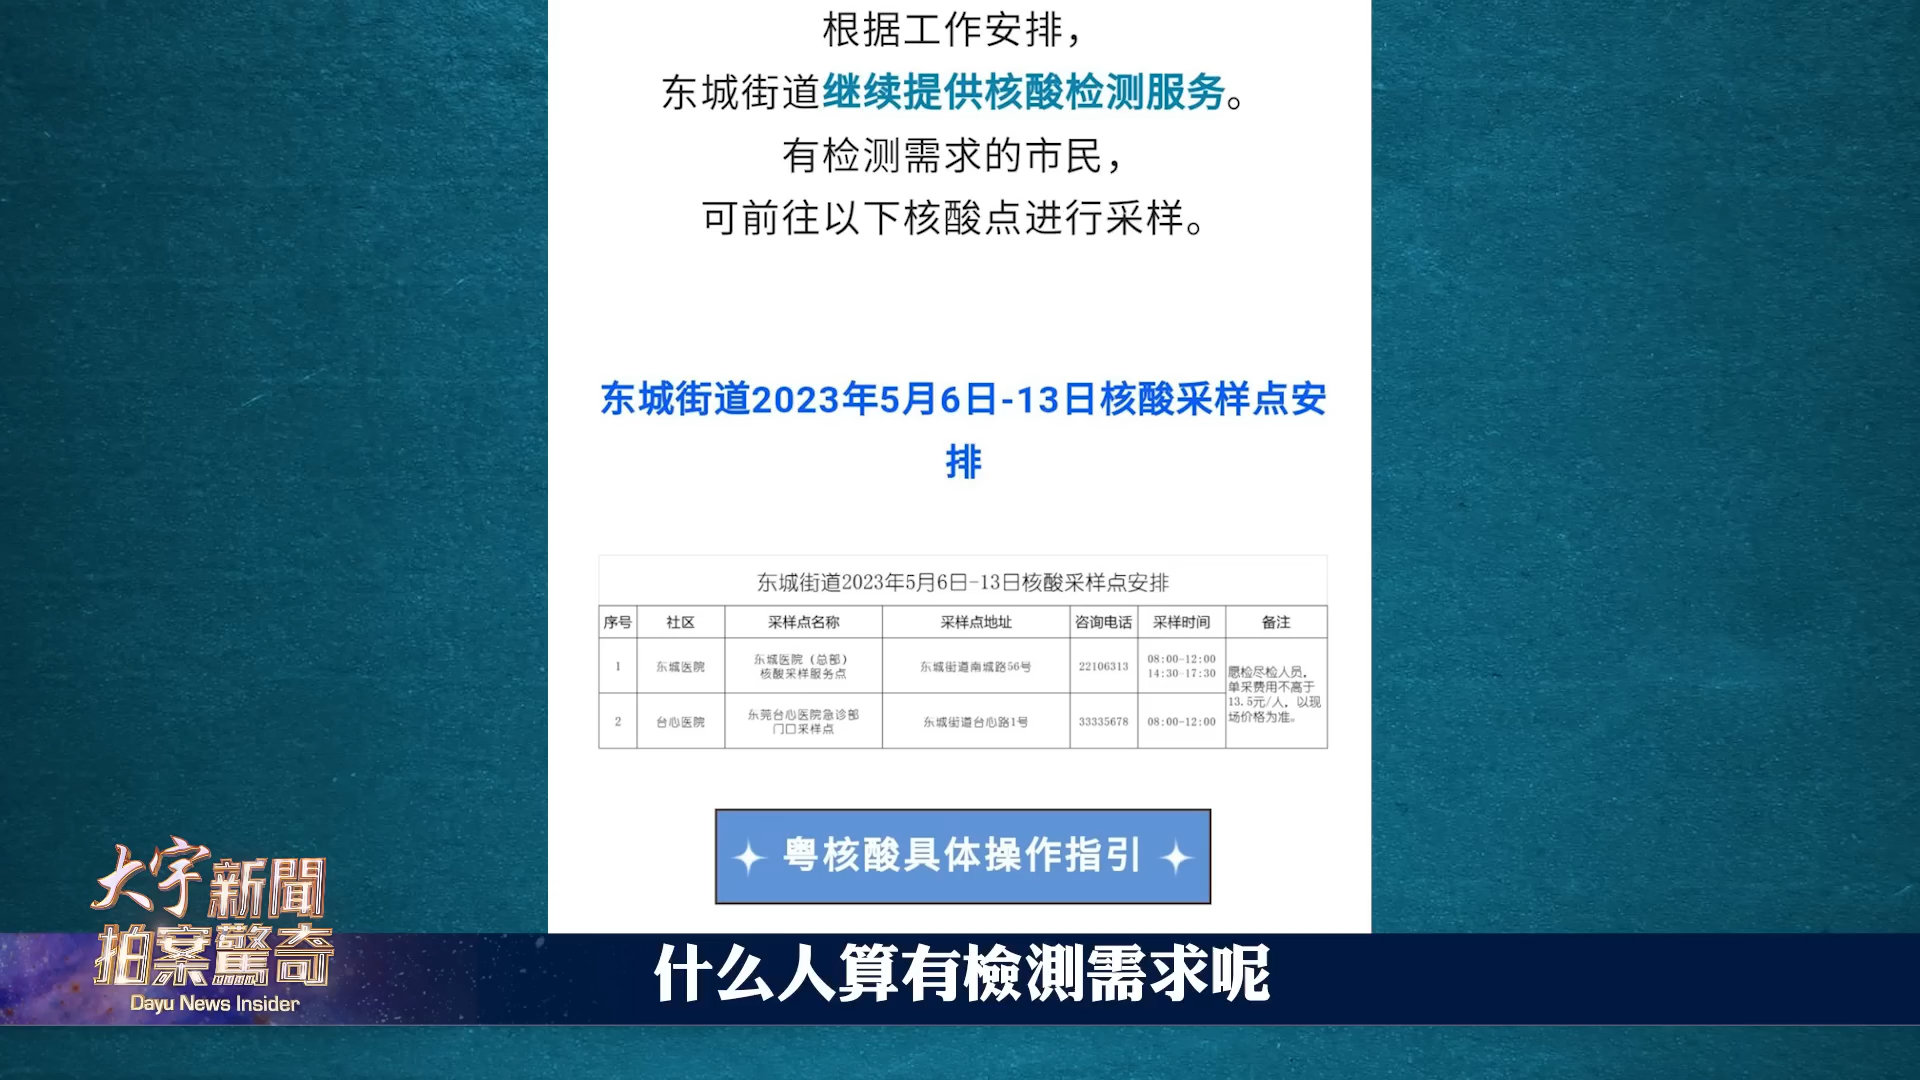 根据工作安排，
东城街道继续提供核酸检测服务。
有检测需求的市民，
可前往以下核酸点进行采样。
东城街道2023年5月6日-13日核酸采样点安
排
东城街道2023年5月6日-13日核酸采样点安排
序号 社区 采样点名称 采样点地址 咨询电话 采样时间 备注
1 东城医院 东城医院（总部）核酸采样服务点 东城街道南城路56号 22106313 08:00-12:00 14:30-17:30
2 台心医院 东莞台心医院急诊部门口采样点 东城街道台心路1号 33335678 08:00-12:00
愿检尽检人员，
单采费用不高于
13.5元/人，以现
场价格为准。
粤核酸具体操作指引
大宇新聞
拍案驚奇
Dayu News Insider
什么人算有檢測需求呢